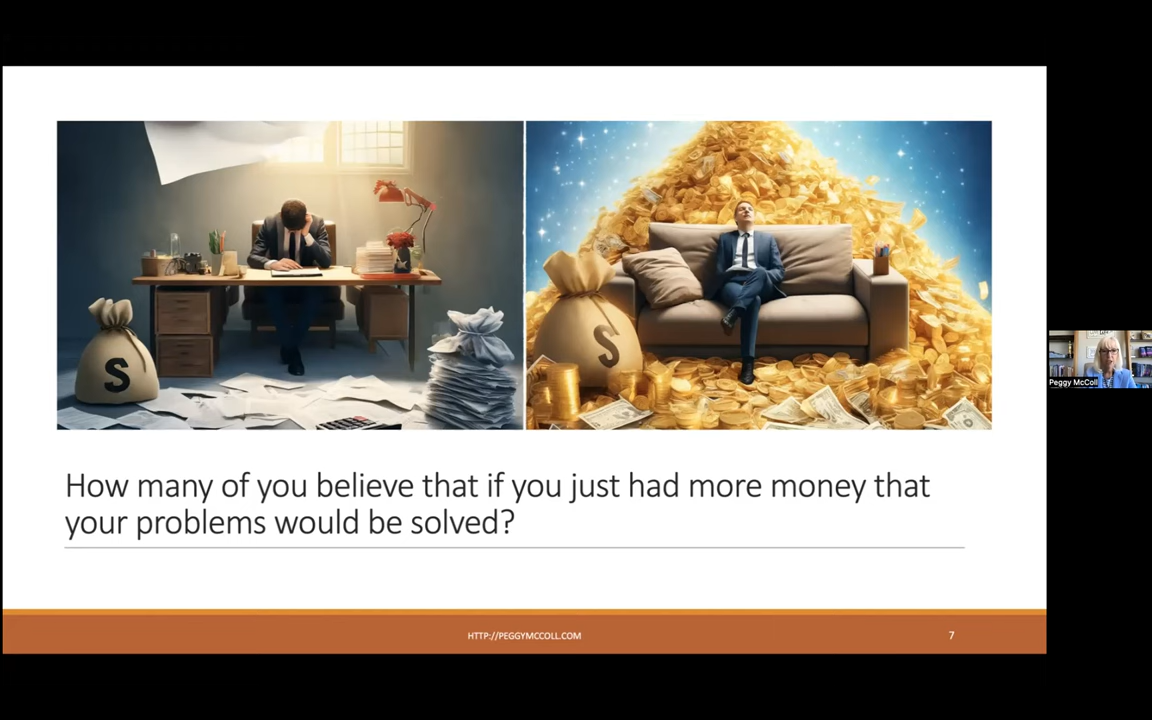 S
S
How many of you believe that if you just had more money that
your problems would be solved?
HTTP://PEGGYMCCOLL.COM
7
Peggy McColl